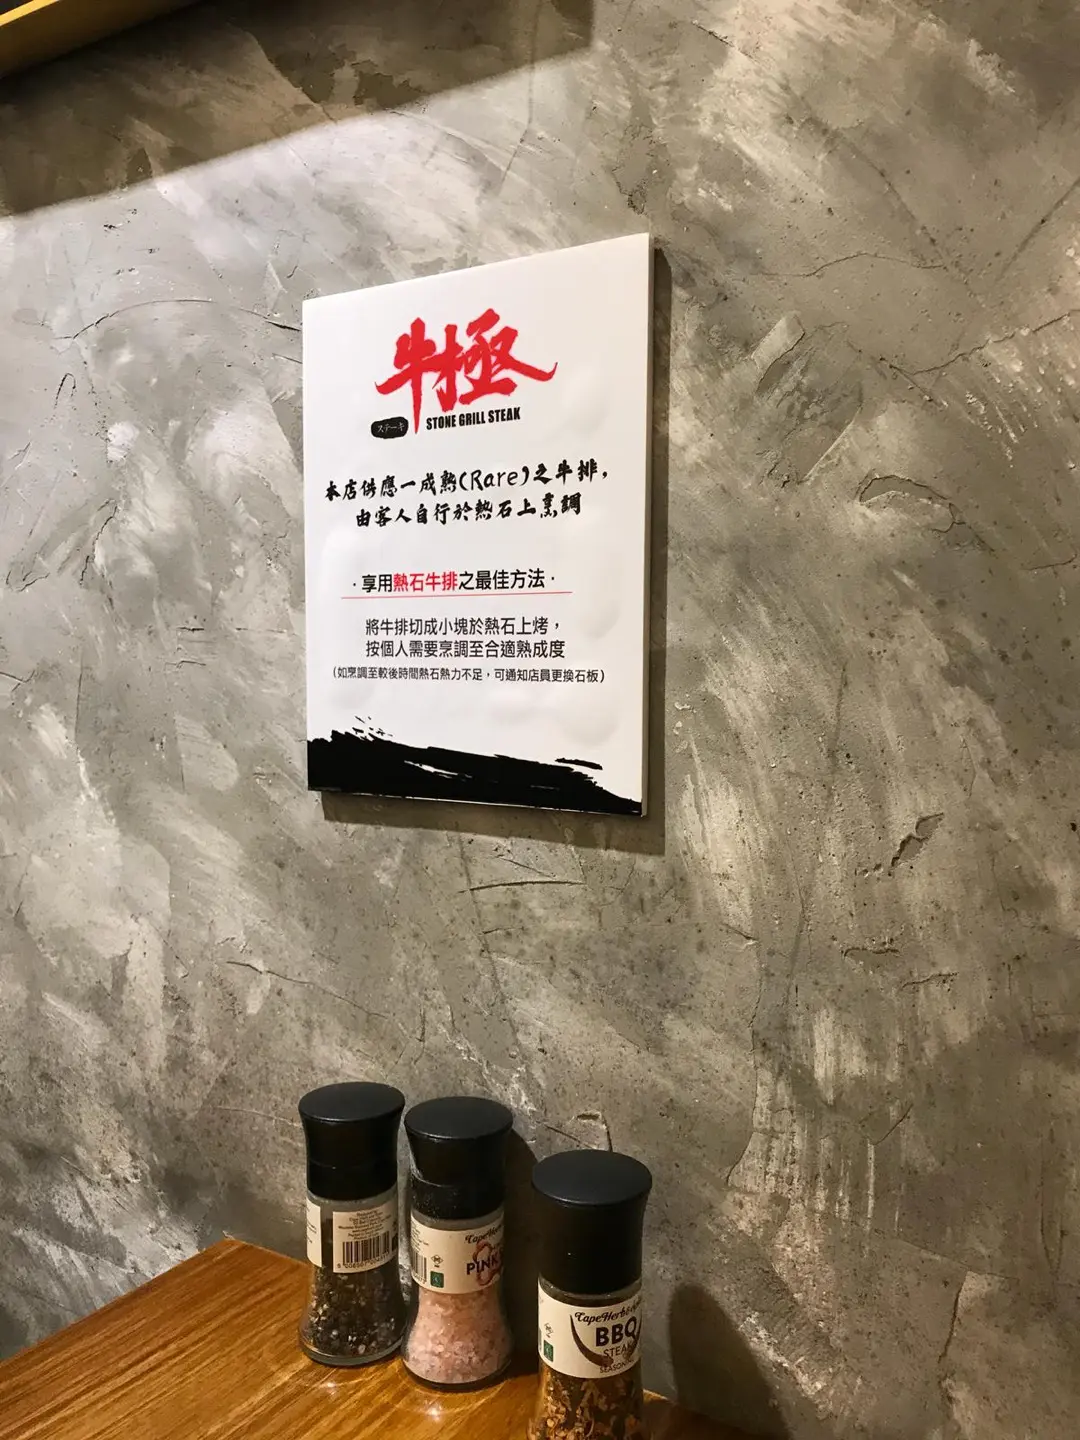 牛極
ステーキ
STONE GRILL STEAK
本店供應一成熟(Rare)之牛排，
由客人自行於熱石上烹調
·享用熱石牛排之最佳方法·
將牛排切成小塊於熱石上烤，
按個人需要烹調至合適熟成度
(如烹調至較後時間熱石熱力不足，可通知店員更換石板)
CapeHerb
PINK
CapeHerb
BBQ
STEAK
SEASONING